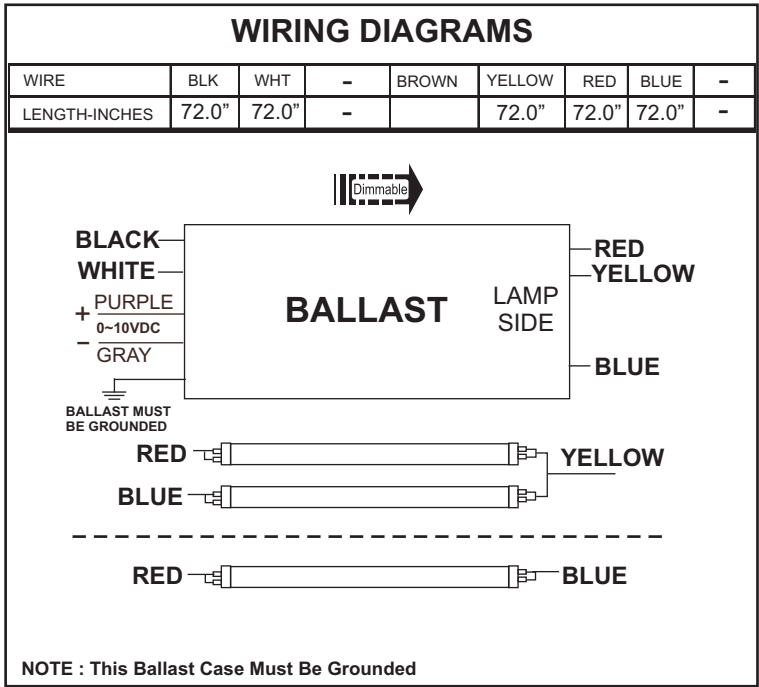 WIRING DIAGRAMS
WIRE BLK WHT - BROWN YELLOW RED BLUE -
LENGTH-INCHES 72.0” 72.0” - 72.0” 72.0” 72.0” -
Dimmable
BLACK
WHITE
+ PURPLE
0~10VDC
- GRAY
BALLAST MUST
BE GROUNDED
BALLAST
LAMP
SIDE
RED
YELLOW
BLUE
RED YELLOW
BLUE
RED BLUE
NOTE : This Ballast Case Must Be Grounded